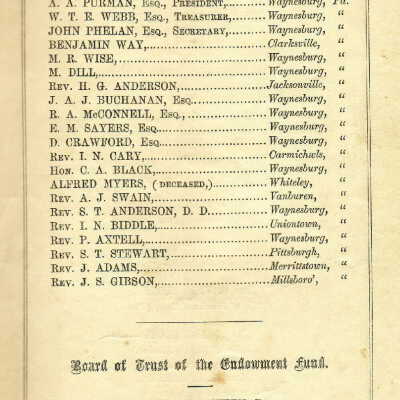 A. A. PURMAN, Esq., President,........Waynesburg, Pa.
W. T. E. WEBB, Esq., Treasurer,........Waynesburg, “
JOHN PHELAN, Esq., Secretary,........Waynesburg, “
BENJAMIN WAY,........Clarksville, “
M. R. WISE,........Waynesburg, “
M. DILL,........Waynesburg, “
Rev. H. G. ANDERSON,........Jacksonville, “
J. A. J. BUCHANAN, Esq........Waynesburg, “
R. A. McCONNELL, Esq.,........Waynesburg, “
E. M. SAYERS, Esq........Waynesburg, “
D. CRAWFORD, Esq........Waynesburg, “
Rev. I. N. CARY,........Carmichæls, “
Hon. C. A. BLACK,........Waynesburg, “
ALFRED MYERS, (deceased,)........Whiteley, “
Rev. A. J. SWAIN,........Vanburen, “
Rev. S. T. ANDERSON, D. D........Waynesburg, “
Rev. I. N. BIDDLE,........Uniontown, “
Rev. P. AXTELL,........Waynesburg, “
Rev. S. T. STEWART,........Pittsburgh, “
Rev. J. ADAMS,........Merrittstown, “
Rev. J. S. GIBSON,........Millsboro’, “
Board of Trust of the Endowment Fund.